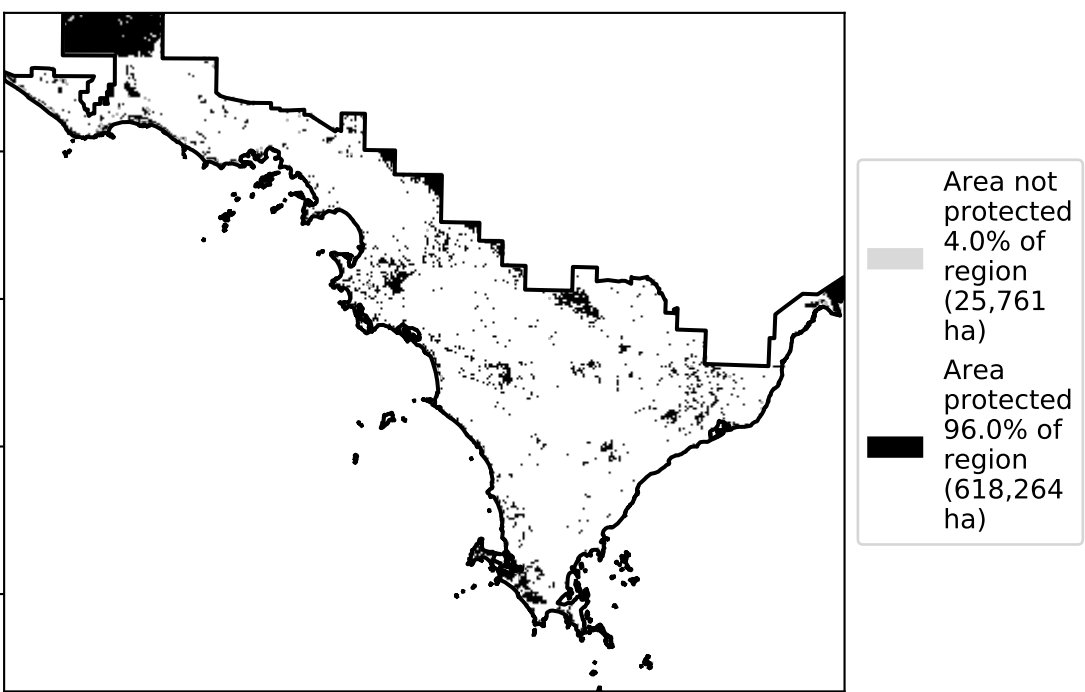 Area not
protected
4.0% of
region
(25,761
ha)
Area
protected
96.0% of
region
(618,264
ha)